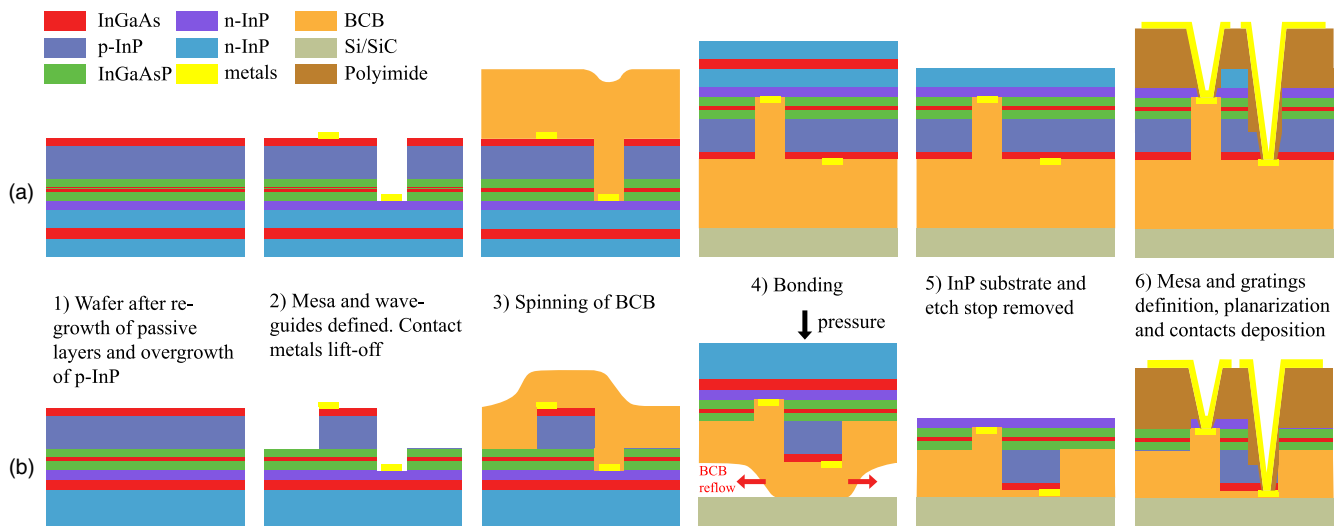 InGaAs
n-InP
BCB
p-InP
n-InP
Si/SiC
InGaAsP
metals
Polyimide
(a)
1) Wafer after re-
growth of passive
layers and overgrowth
of p-InP
2) Mesa and wave-
guides defined. Contact
metals lift-off
3) Spinning of BCB
4) Bonding
pressure
5) InP substrate and
etch stop removed
6) Mesa and gratings
definition, planarization
and contacts deposition
(b)
BCB
reflow